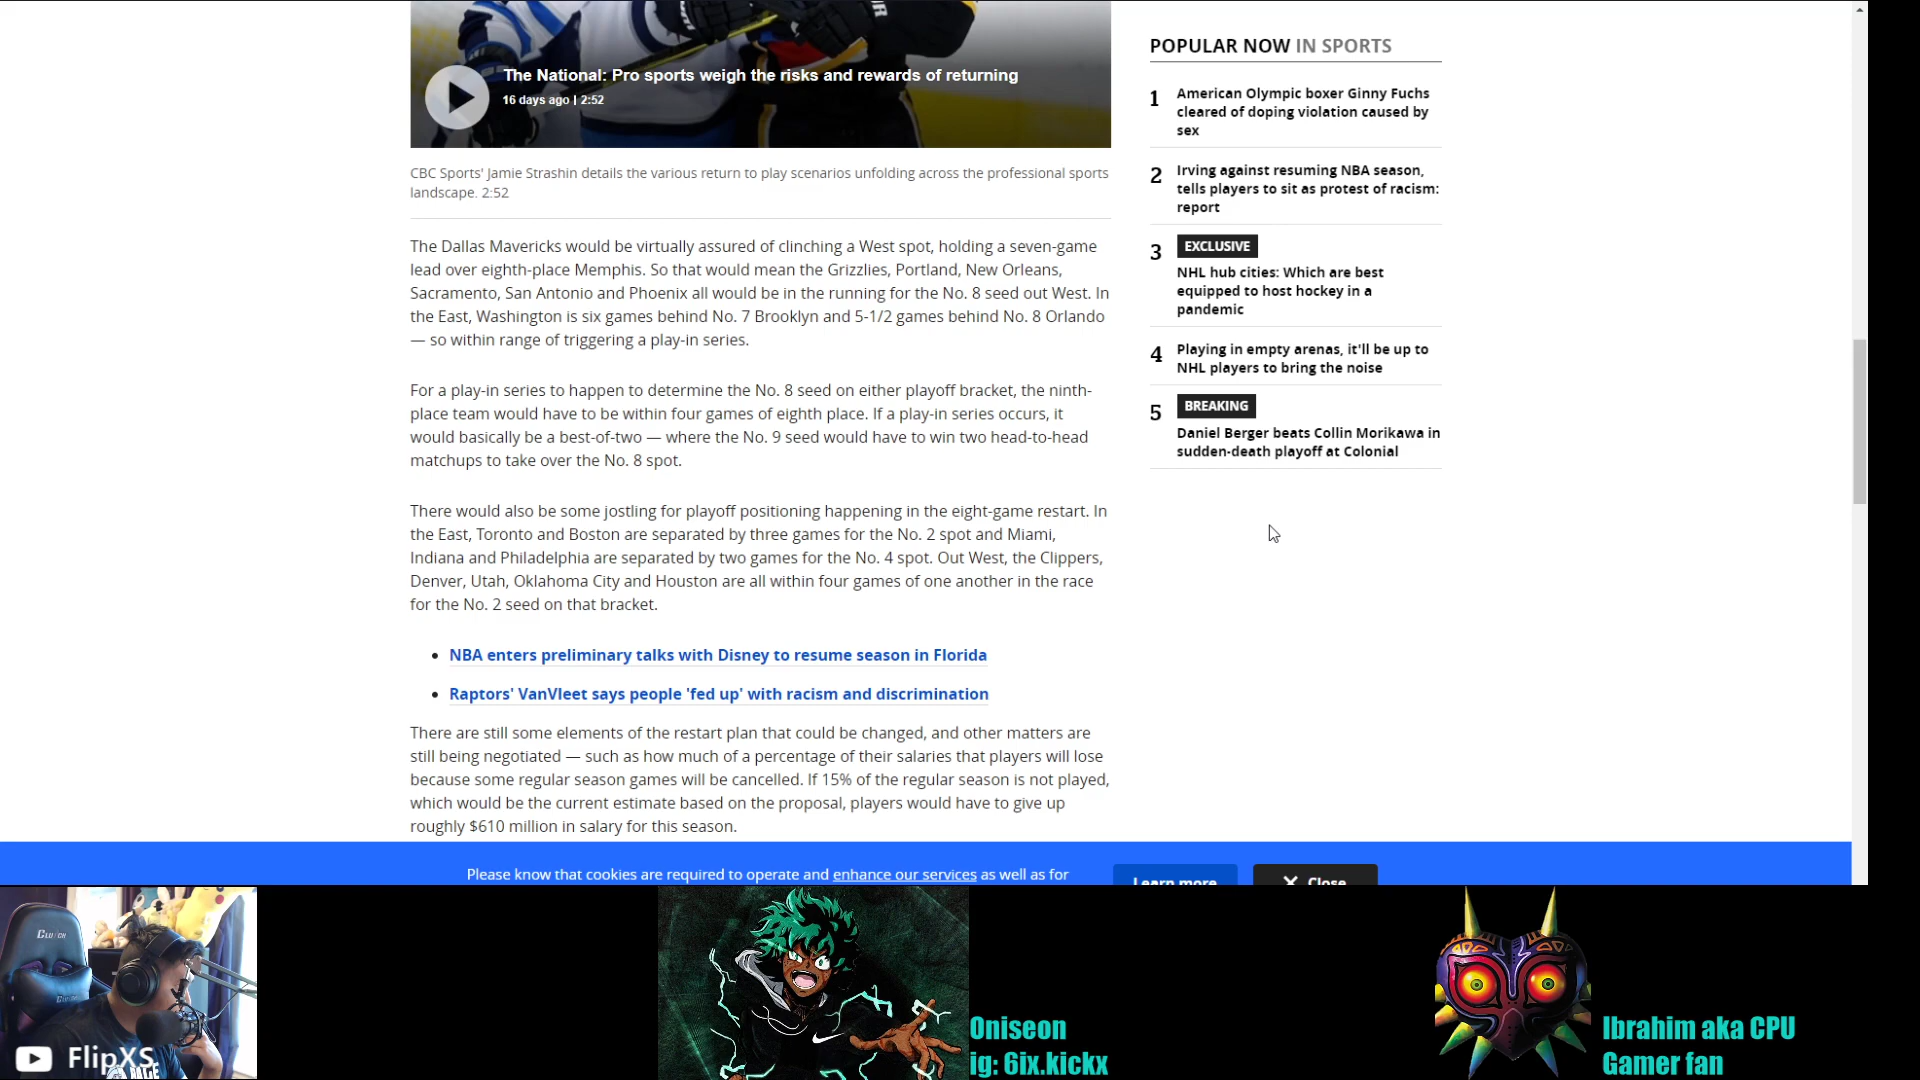 The National: Pro sports weigh the risks and rewards of returning
16 days ago | 2:52
CBC Sports' Jamie Strashin details the various return to play scenarios unfolding across the professional sports
landscape. 2:52
The Dallas Mavericks would be virtually assured of clinching a West spot, holding a seven-game
lead over eighth-place Memphis. So that would mean the Grizzlies, Portland, New Orleans,
Sacramento, San Antonio and Phoenix all would be in the running for the No. 8 seed out West. In
the East, Washington is six games behind No. 7 Brooklyn and 5-1/2 games behind No. 8 Orlando
— so within range of triggering a play-in series.
For a play-in series to happen to determine the No. 8 seed on either playoff bracket, the ninth-
place team would have to be within four games of eighth place. If a play-in series occurs, it
would basically be a best-of-two — where the No. 9 seed would have to win two head-to-head
matchups to take over the No. 8 spot.
There would also be some jostling for playoff positioning happening in the eight-game restart. In
the East, Toronto and Boston are separated by three games for the No. 2 spot and Miami,
Indiana and Philadelphia are separated by two games for the No. 4 spot. Out West, the Clippers,
Denver, Utah, Oklahoma City and Houston are all within four games of one another in the race
for the No. 2 seed on that bracket.
• NBA enters preliminary talks with Disney to resume season in Florida
• Raptors' VanVleet says people 'fed up' with racism and discrimination
There are still some elements of the restart plan that could be changed, and other matters are
still being negotiated — such as how much of a percentage of their salaries that players will lose
because some regular season games will be cancelled. If 15% of the regular season is not played,
which would be the current estimate based on the proposal, players would have to give up
roughly $610 million in salary for this season.
POPULAR NOW IN SPORTS
1 American Olympic boxer Ginny Fuchs
cleared of doping violation caused by
sex
2 Irving against resuming NBA season,
tells players to sit as protest of racism:
report
3 EXCLUSIVE
NHL hub cities: Which are best
equipped to host hockey in a
pandemic
4 Playing in empty arenas, it'll be up to
NHL players to bring the noise
5 BREAKING
Daniel Berger beats Collin Morikawa in
sudden-death playoff at Colonial
Please know that cookies are required to operate and enhance our services as well as for
Learn more
Close
CLUTCH
FlipXS
Oniseon
ig: 6ix.kickx
Ibrahim aka CPU
Gamer fan